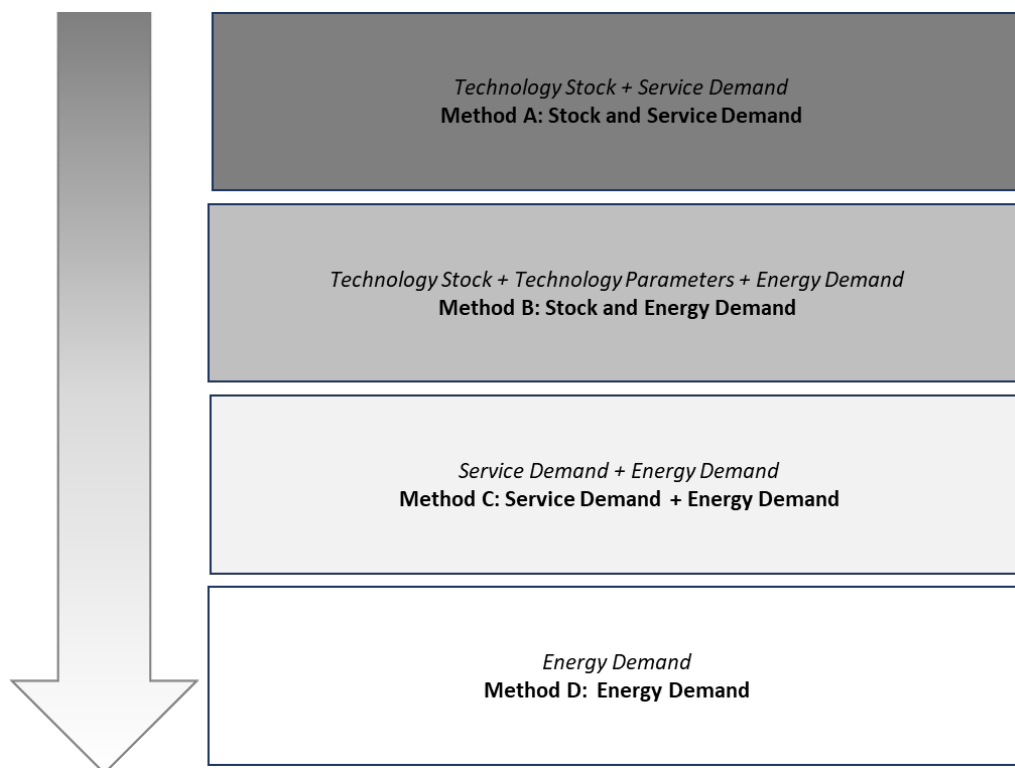 Technology Stock + Service Demand
Method A: Stock and Service Demand
Technology Stock + Technology Parameters + Energy Demand
Method B: Stock and Energy Demand
Service Demand + Energy Demand
Method C: Service Demand + Energy Demand
Energy Demand
Method D: Energy Demand